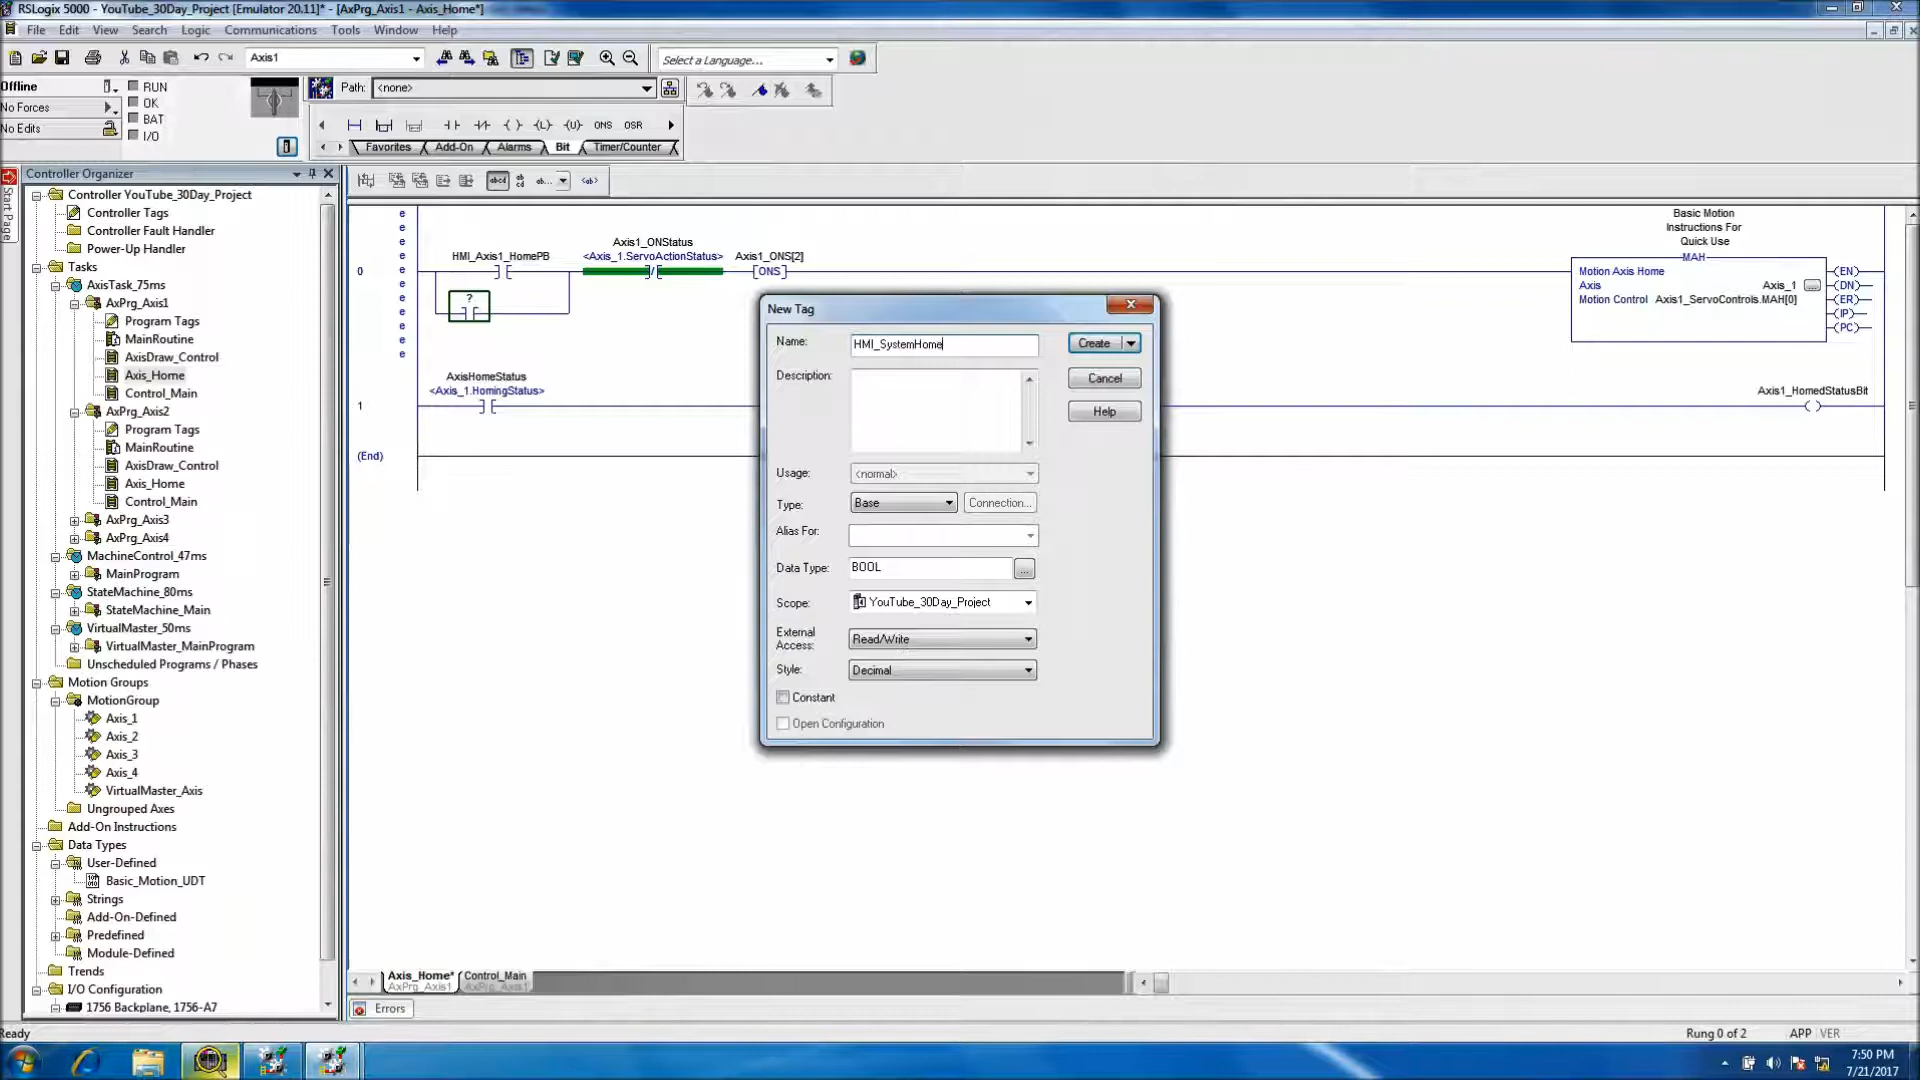 RSLogix 5000 - YouTube_30Day_Project [Emulator 20.11]* - [AxPrg_Axis1 - Axis_Home*]
File Edit View Search Logic Communications Tools Window Help
Axis1
Select a Language...
Offline
RUN
No Forces
OK
No Edits
BAT
I/O
Path: <none>
ONS OSR
Favorites Add-On Alarms Bit Timer/Counter
Start Page
Controller Organizer
Controller YouTube_30Day_Project
Controller Tags
Controller Fault Handler
Power-Up Handler
Tasks
AxisTask_75ms
AxPrg_Axis1
Program Tags
MainRoutine
AxisDraw_Control
Axis_Home
Control_Main
AxPrg_Axis2
Program Tags
MainRoutine
AxisDraw_Control
Axis_Home
Control_Main
AxPrg_Axis3
AxPrg_Axis4
MachineControl_47ms
MainProgram
StateMachine_80ms
StateMachine_Main
VirtualMaster_50ms
VirtualMaster_MainProgram
Unscheduled Programs / Phases
Motion Groups
MotionGroup
Axis_1
Axis_2
Axis_3
Axis_4
VirtualMaster_Axis
Ungrouped Axes
Add-On Instructions
Data Types
User-Defined
Basic_Motion_UDT
Strings
Add-On-Defined
Predefined
Module-Defined
Trends
I/O Configuration
1756 Backplane, 1756-A7
e
e
e
e
e
e
e
e
e
e
e
0
HMI_Axis1_HomePB
?
Axis1_ONStatus
<Axis_1.ServoActionStatus>
Axis1_ONS[2]
ONS
Basic Motion
Instructions For
Quick Use
MAH
Motion Axis Home
Axis Axis_1 ...
Motion Control Axis1_ServoControls.MAH[0]
EN
DN
ER
IP
PC
1
AxisHomeStatus
<Axis_1.HomingStatus>
Axis1_HomedStatusBit
(End)
New Tag
Name: HMI_SystemHome
Description:
Usage: <normal>
Type: Base Connection...
Alias For:
Data Type: BOOL ...
Scope: YouTube_30Day_Project
External
Access: Read/Write
Style: Decimal
Constant
Open Configuration
Create
Cancel
Help
Axis_Home* Control_Main
AxPrg_Axis1 AxPrg_Axis1
Errors
Ready
Rung 0 of 2 APP VER
7:50 PM
7/21/2017